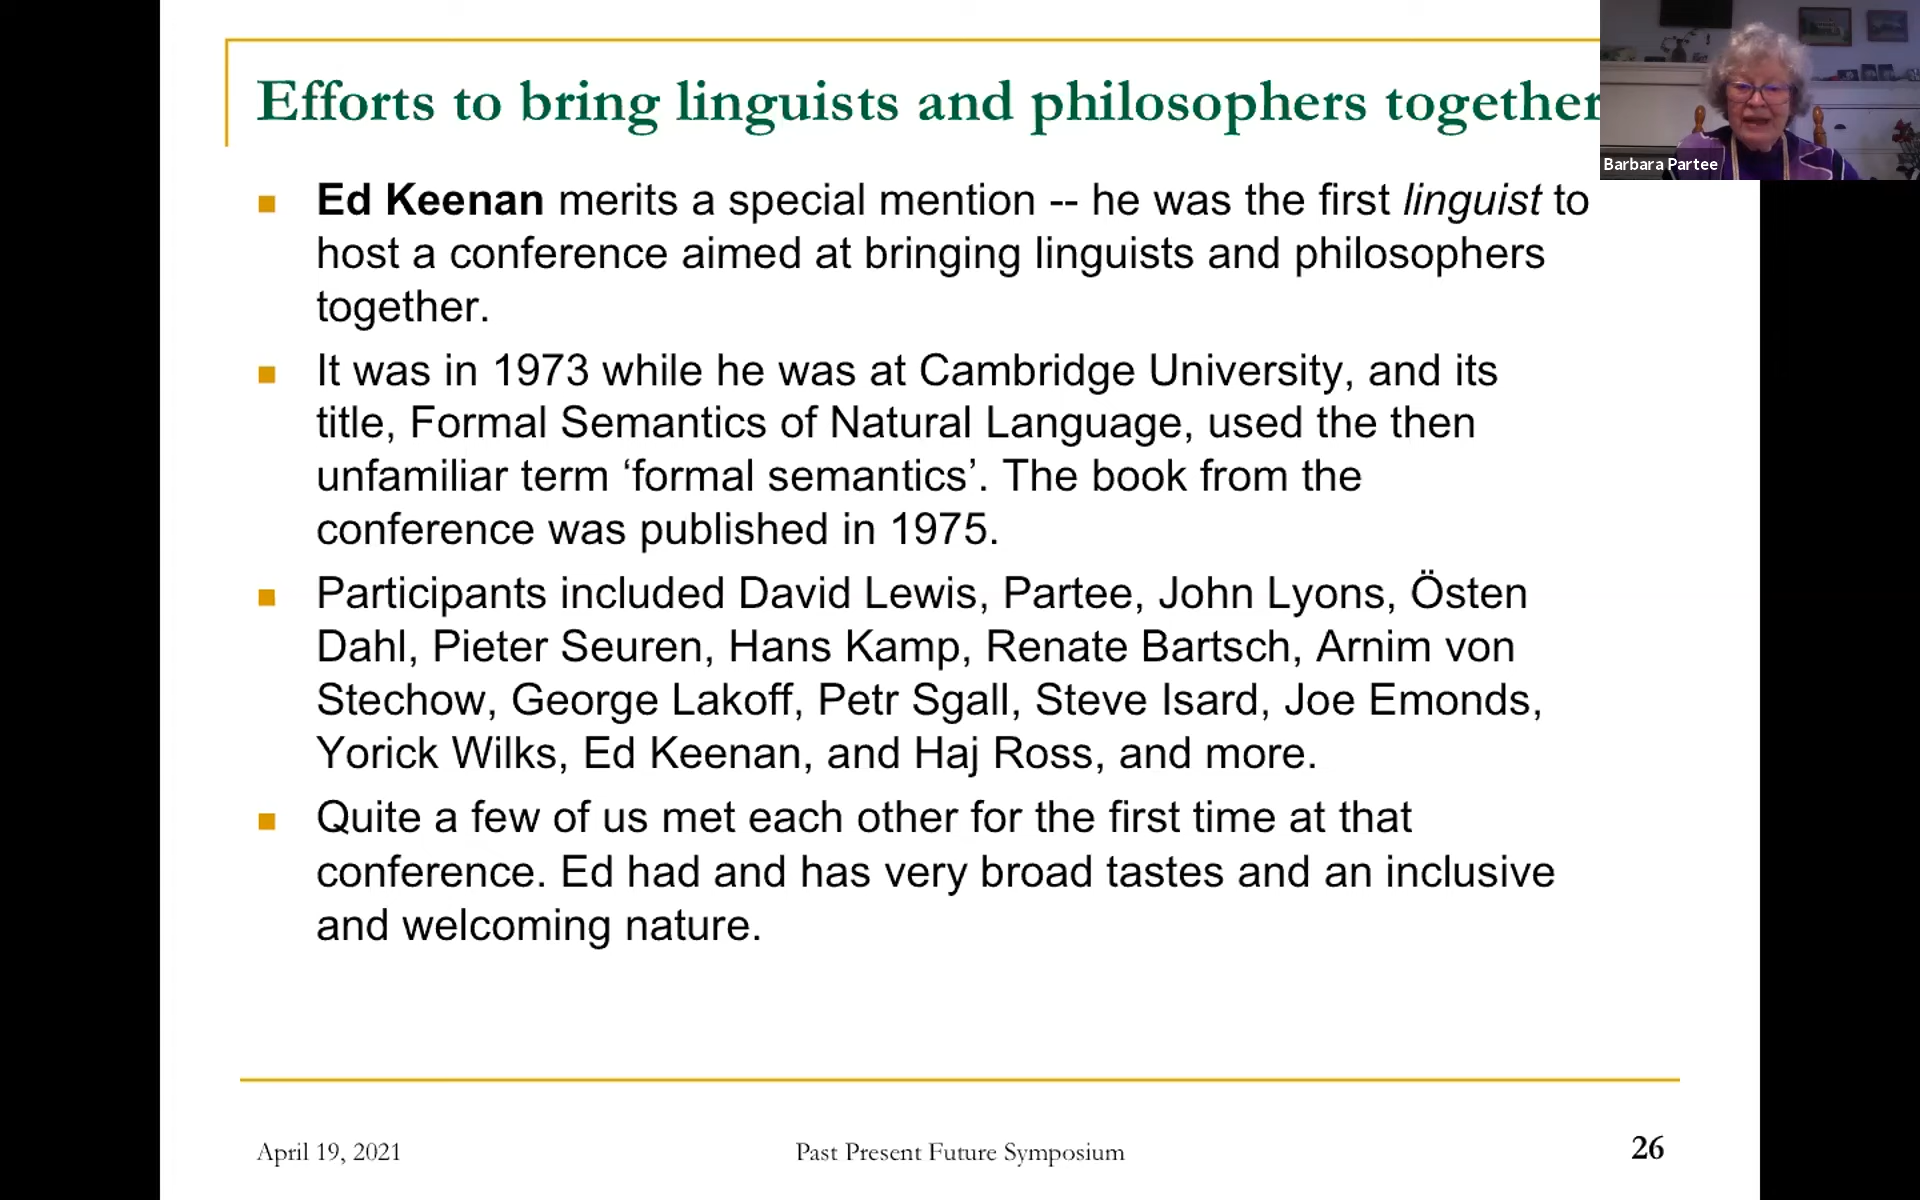 Efforts to bring linguists and philosophers together
Barbara Partee
Ed Keenan merits a special mention -- he was the first linguist to
host a conference aimed at bringing linguists and philosophers
together.
It was in 1973 while he was at Cambridge University, and its
title, Formal Semantics of Natural Language, used the then
unfamiliar term ‘formal semantics’. The book from the
conference was published in 1975.
Participants included David Lewis, Partee, John Lyons, Östen
Dahl, Pieter Seuren, Hans Kamp, Renate Bartsch, Arnim von
Stechow, George Lakoff, Petr Sgall, Steve Isard, Joe Emonds,
Yorick Wilks, Ed Keenan, and Haj Ross, and more.
Quite a few of us met each other for the first time at that
conference. Ed had and has very broad tastes and an inclusive
and welcoming nature.
April 19, 2021
Past Present Future Symposium
26